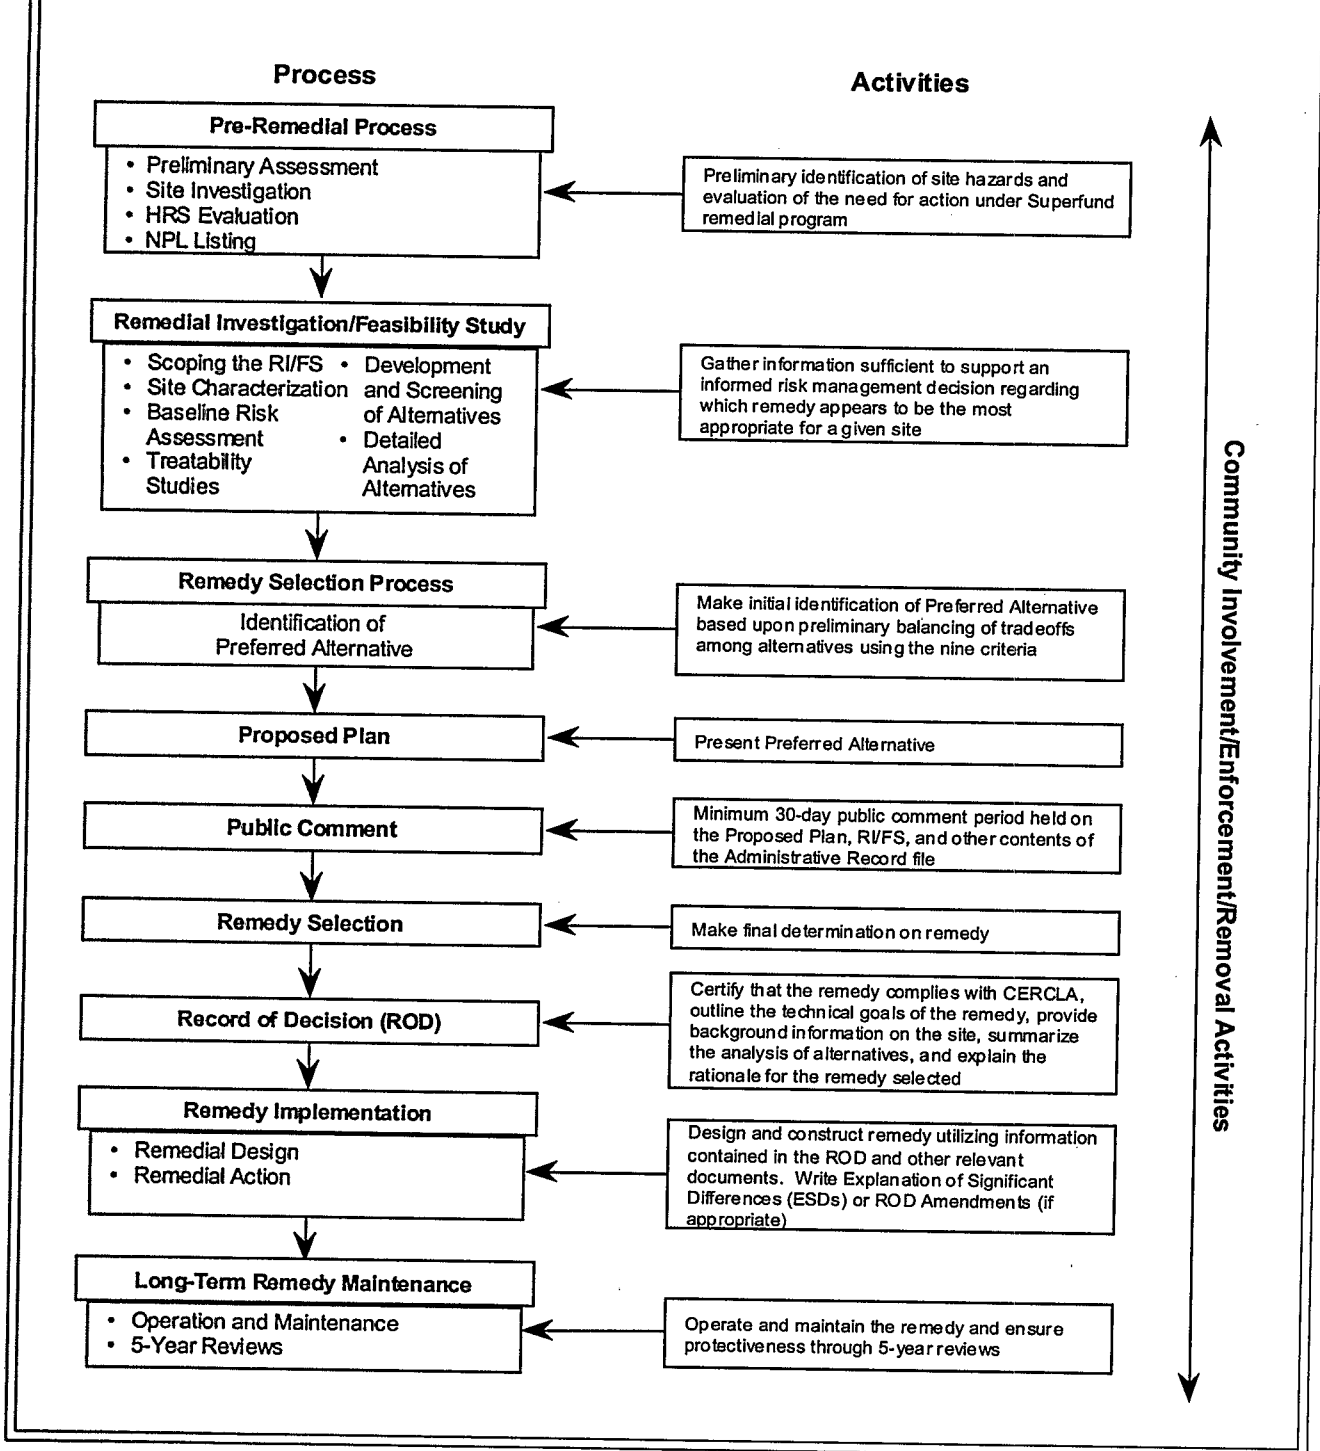 Process
Activities
Pre-Remedial Process
• Preliminary Assessment
• Site Investigation
• HRS Evaluation
• NPL Listing
Preliminary identification of site hazards and
evaluation of the need for action under Superfund
remedial program
Remedial Investigation/Feasibility Study
• Scoping the RI/FS
• Site Characterization
• Baseline Risk
Assessment
• Treatability
Studies
• Development
and Screening
of Alternatives
• Detailed
Analysis of
Alternatives
Gather information sufficient to support an
informed risk management decision regarding
which remedy appears to be the most
appropriate for a given site
Remedy Selection Process
Identification of
Preferred Alternative
Make initial identification of Preferred Alternative
based upon preliminary balancing of tradeoffs
among alternatives using the nine criteria
Proposed Plan
Present Preferred Alternative
Public Comment
Minimum 30-day public comment period held on
the Proposed Plan, RI/FS, and other contents of
the Administrative Record file
Remedy Selection
Make final determination on remedy
Record of Decision (ROD)
Certify that the remedy complies with CERCLA,
outline the technical goals of the remedy, provide
background information on the site, summarize
the analysis of alternatives, and explain the
rationale for the remedy selected
Remedy Implementation
• Remedial Design
• Remedial Action
Design and construct remedy utilizing information
contained in the ROD and other relevant
documents. Write Explanation of Significant
Differences (ESDs) or ROD Amendments (if
appropriate)
Long-Term Remedy Maintenance
• Operation and Maintenance
• 5-Year Reviews
Operate and maintain the remedy and ensure
protectiveness through 5-year reviews
Community Involvement/Enforcement/Removal Activities